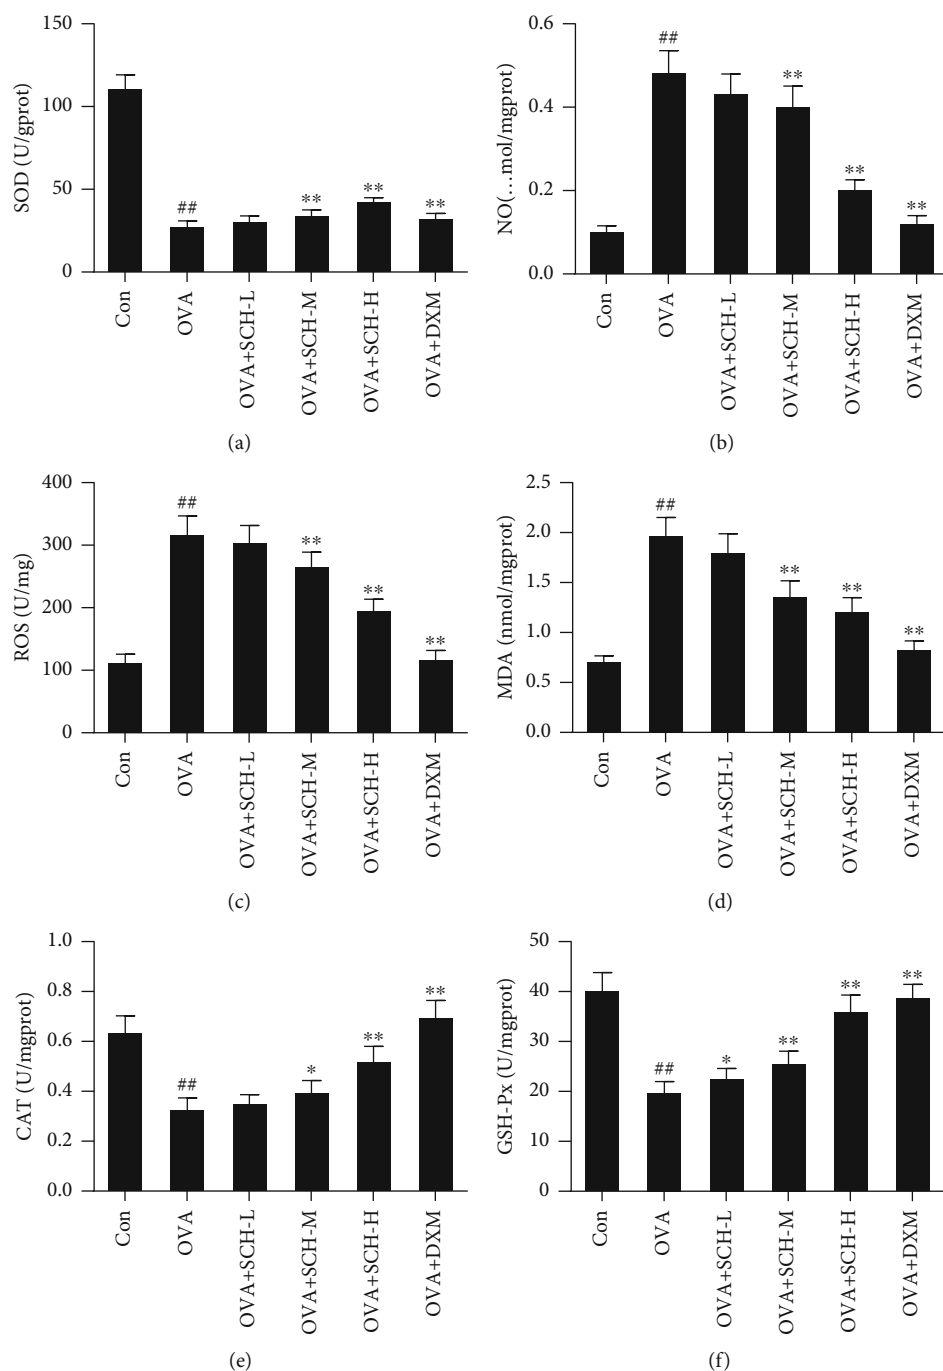 150
100
50
0
SOD (U/gprot)
##
**
**
**
Con
OVA
OVA+SCH-L
OVA+SCH-M
OVA+SCH-H
OVA+DXM
(a)
0.6
0.4
0.2
0.0
NO(...mol/mgprot)
##
**
**
**
Con
OVA
OVA+SCH-L
OVA+SCH-M
OVA+SCH-H
OVA+DXM
(b)
400
300
200
100
0
ROS (U/mg)
##
**
**
**
Con
OVA
OVA+SCH-L
OVA+SCH-M
OVA+SCH-H
OVA+DXM
(c)
2.5
2.0
1.5
1.0
0.5
0.0
MDA (nmol/mgprot)
##
**
**
**
Con
OVA
OVA+SCH-L
OVA+SCH-M
OVA+SCH-H
OVA+DXM
(d)
1.0
0.8
0.6
0.4
0.2
0.0
CAT (U/mgprot)
##
*
**
**
Con
OVA
OVA+SCH-L
OVA+SCH-M
OVA+SCH-H
OVA+DXM
(e)
50
40
30
20
10
0
GSH-Px (U/mgprot)
##
*
**
**
**
Con
OVA
OVA+SCH-L
OVA+SCH-M
OVA+SCH-H
OVA+DXM
(f)